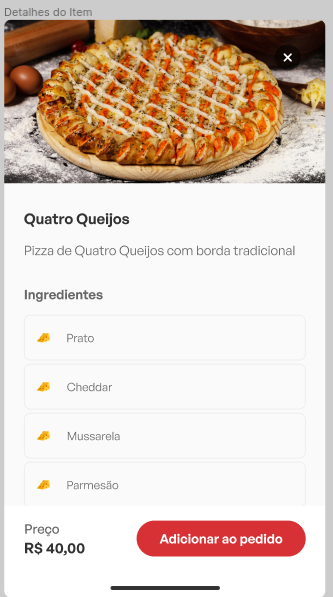 Detalhes do Item
Quatro Queijos
Pizza de Quatro Queijos com borda tradicional
Ingredientes
Prato
Cheddar
Mussarela
Parmesão
Preço
R$ 40,00
Adicionar ao pedido